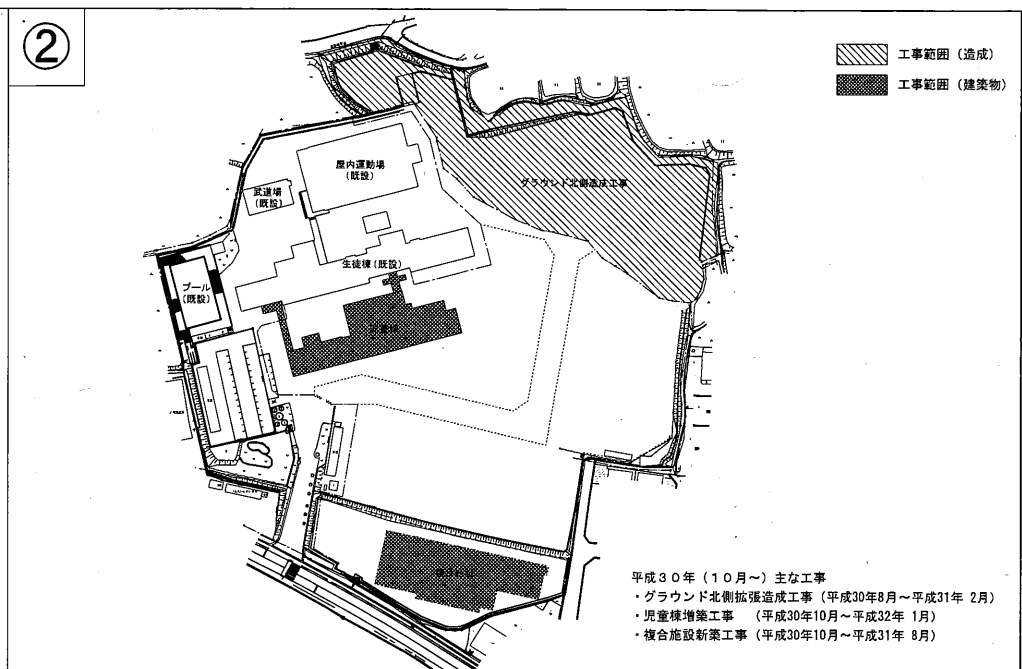 ②
工事範囲（造成）
工事範囲（建築物）
屋内運動場
（既設）
武道場
（既設）
グラウンド北側造成工事
生徒棟（既設）
プール
（既設）
児童棟
平成３０年（１０月～）主な工事
・グラウンド北側拡張造成工事（平成30年8月～平成31年 2月）
・児童棟増築工事　（平成30年10月～平成32年 1月）
・複合施設新築工事（平成30年10月～平成31年 8月）